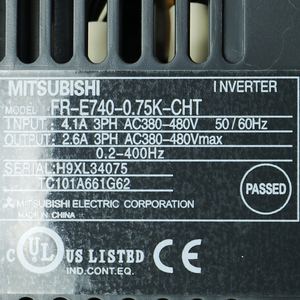 MITSUBISHI INVERTER
MODEL FR-E740-0.75K-CHT
INPUT: 4.1A 3PH AC380-480V 50/60Hz
OUTPUT: 2.6A 3PH AC380-480Vmax
0.2-400Hz
SERIAL: H9XL34075
TC101A661G62
PASSED
MITSUBISHI ELECTRIC CORPORATION
MADE IN CHINA
C UL US LISTED CE
IND.CONT.EQ.